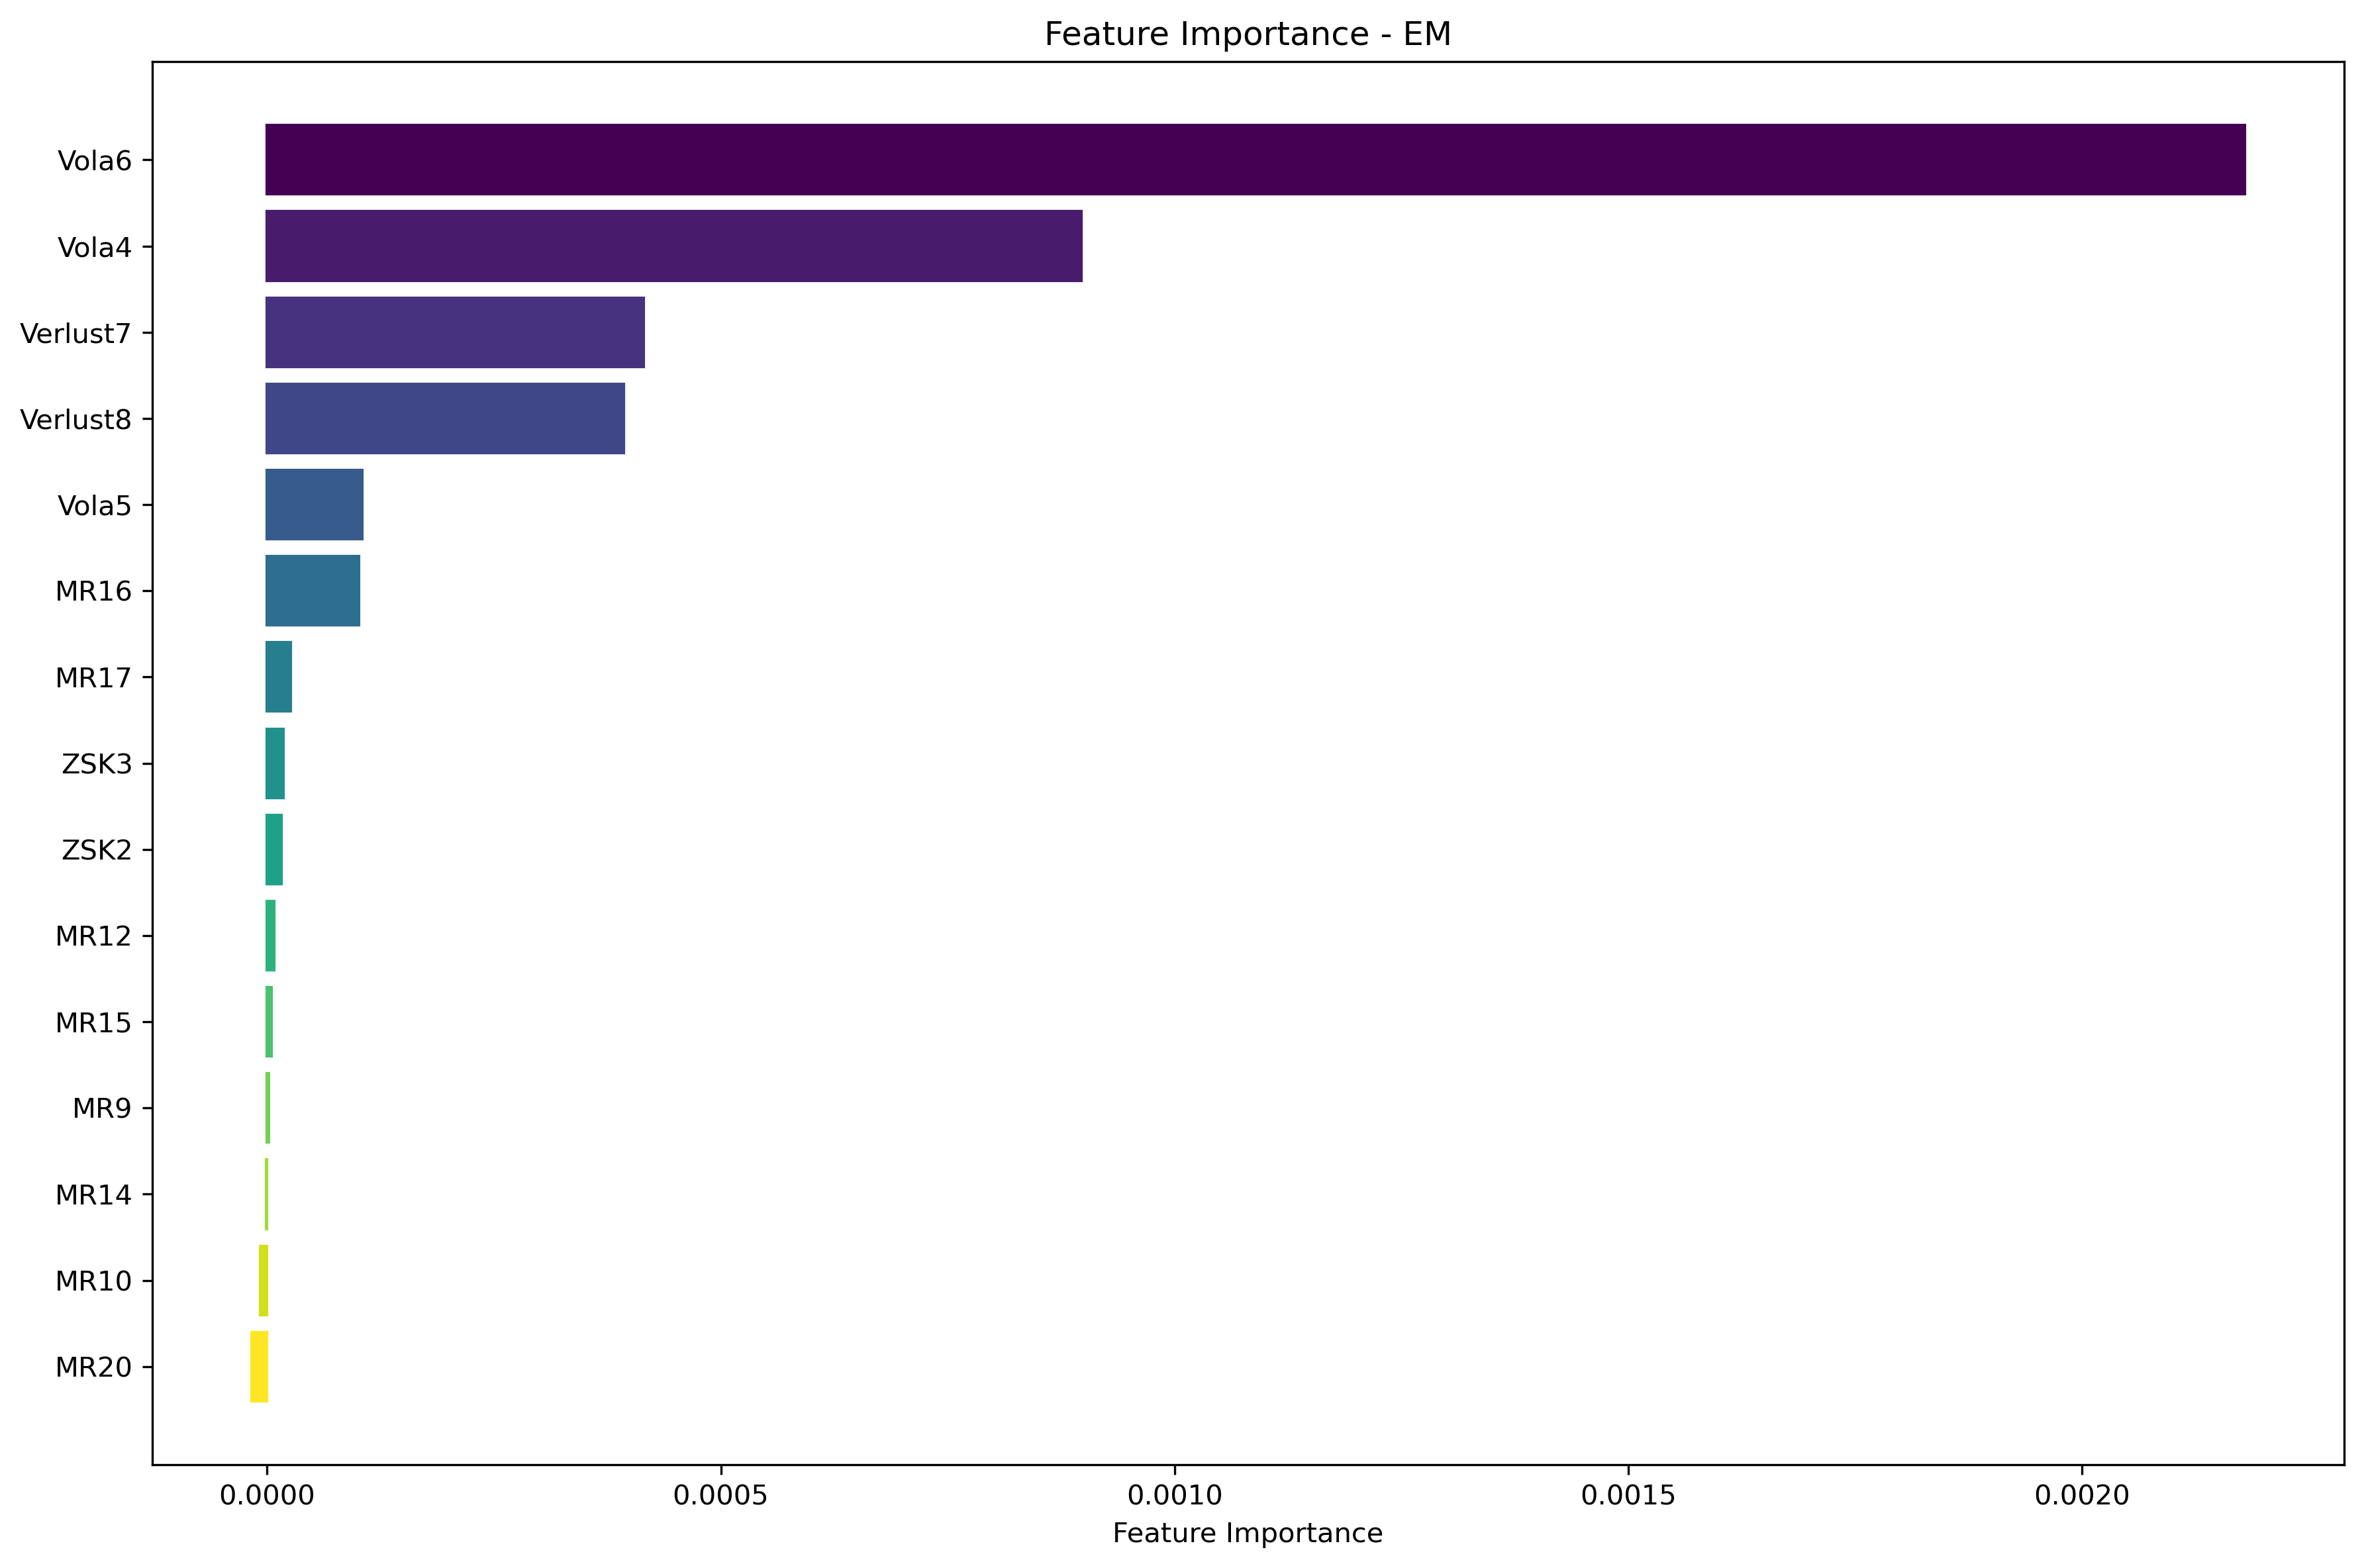 Feature Importance - EM
Vola6
Vola4
Verlust7
Verlust8
Vola5
MR16
MR17
ZSK3
ZSK2
MR12
MR15
MR9
MR14
MR10
MR20
0.0000 0.0005 0.0010 0.0015 0.0020
Feature Importance